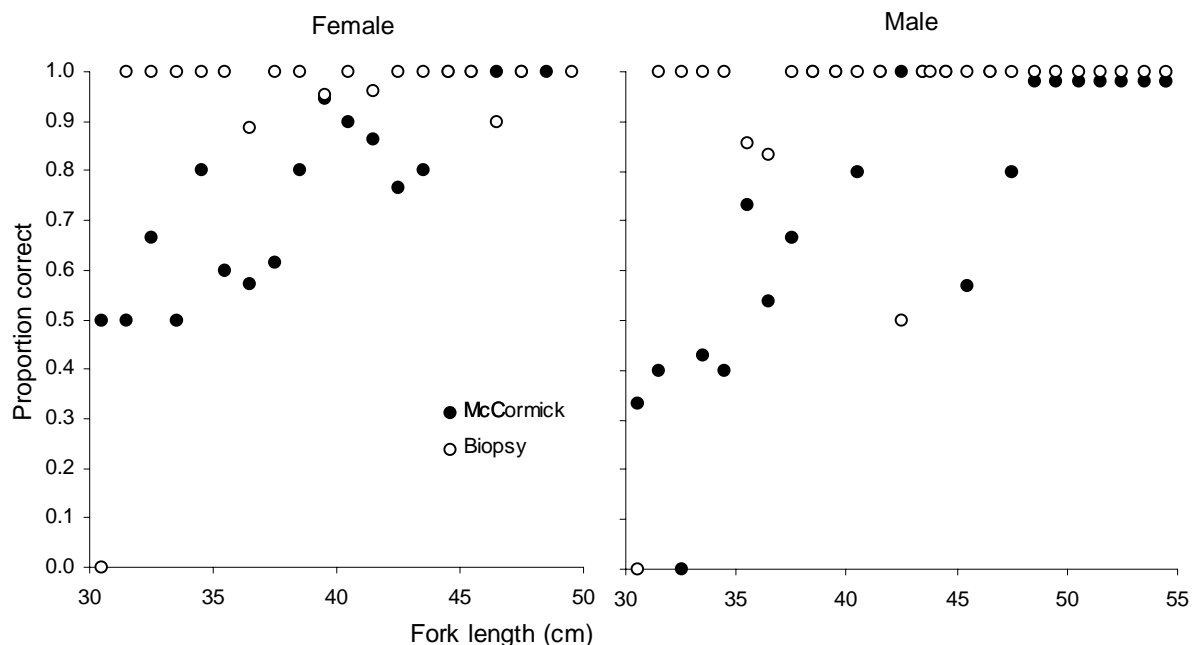 Female
Male
Proportion correct
1.0
0.9
0.8
0.7
0.6
0.5
0.4
0.3
0.2
0.1
0.0
McCormick
Biopsy
30 35 40 45 50
30 35 40 45 50 55
Fork length (cm)